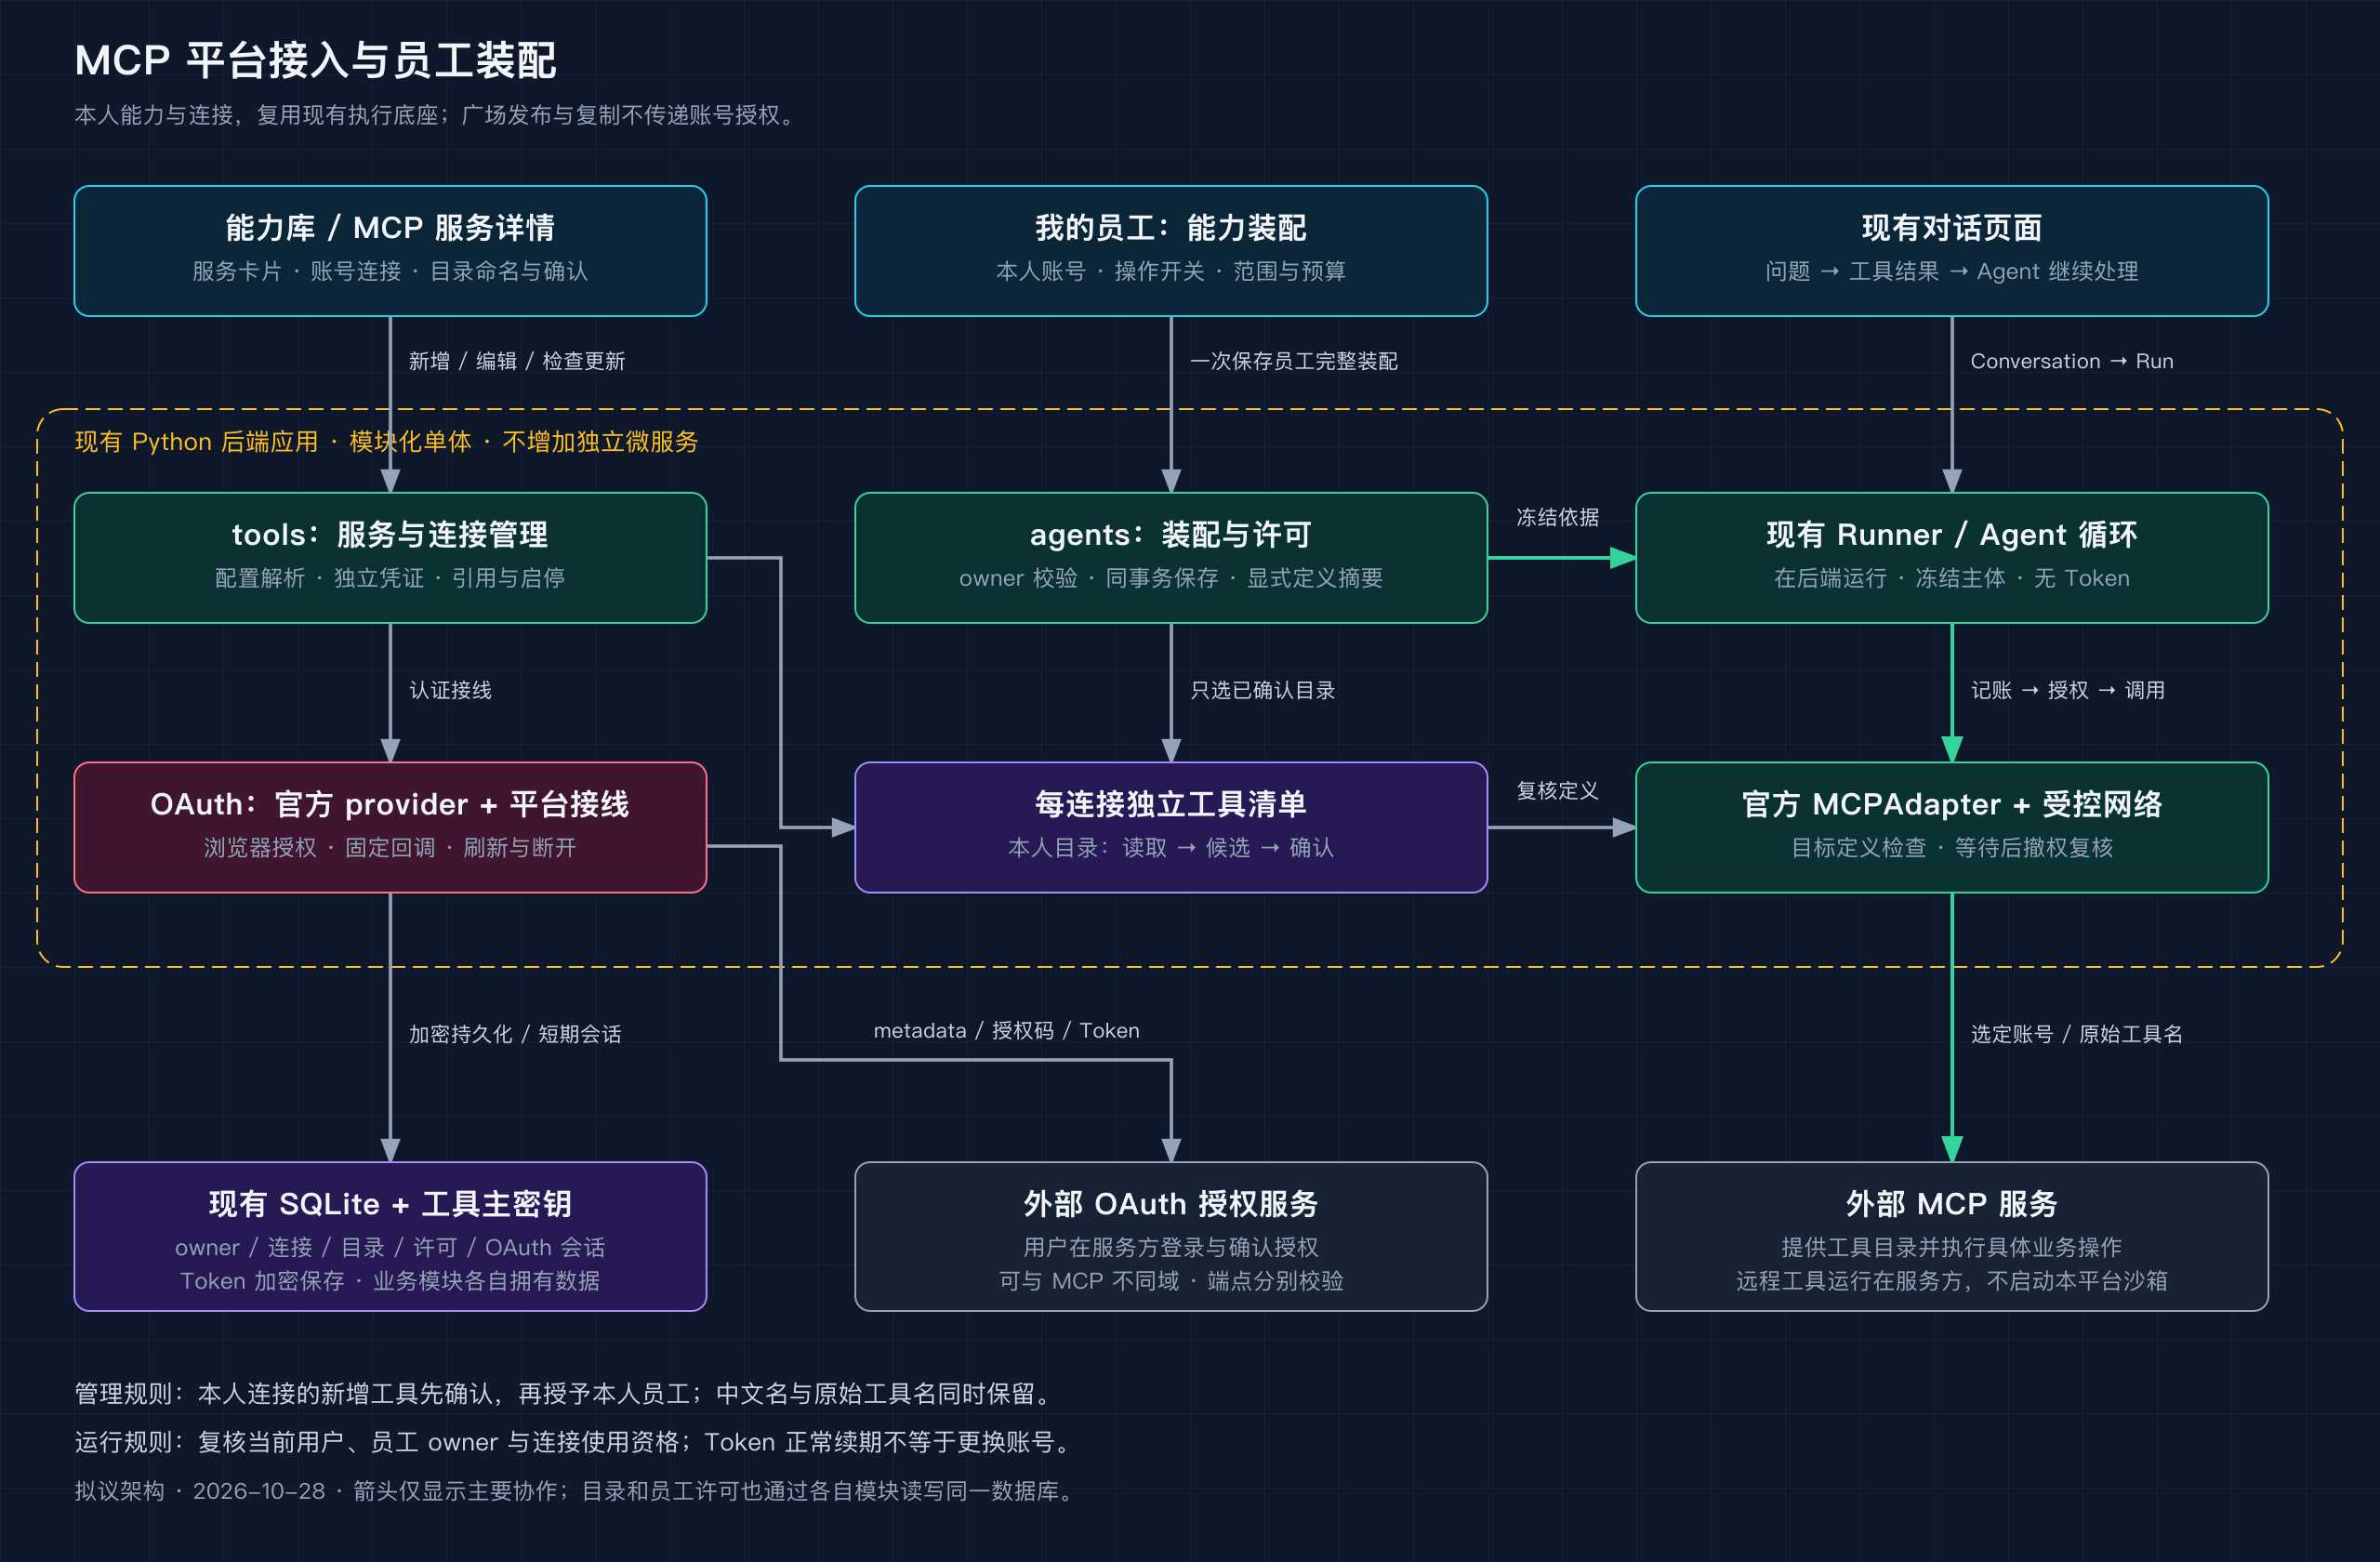 MCP 平台接入与员工装配
本人能力与连接，复用现有执行底座；广场发布与复制不传递账号授权。
能力库 / MCP 服务详情
服务卡片 · 账号连接 · 目录命名与确认
我的员工：能力装配
本人账号 · 操作开关 · 范围与预算
现有对话页面
问题 → 工具结果 → Agent 继续处理
新增 / 编辑 / 检查更新
一次保存员工完整装配
Conversation → Run
现有 Python 后端应用 · 模块化单体 · 不增加独立微服务
tools：服务与连接管理
配置解析 · 独立凭证 · 引用与启停
agents：装配与许可
owner 校验 · 同事务保存 · 显式定义摘要
冻结依据
现有 Runner / Agent 循环
在后端运行 · 冻结主体 · 无 Token
认证接线
只选已确认目录
记账 → 授权 → 调用
OAuth：官方 provider + 平台接线
浏览器授权 · 固定回调 · 刷新与断开
每连接独立工具清单
本人目录：读取 → 候选 → 确认
复核定义
官方 MCPAdapter + 受控网络
目标定义检查 · 等待后撤权复核
加密持久化 / 短期会话
metadata / 授权码 / Token
选定账号 / 原始工具名
现有 SQLite + 工具主密钥
owner / 连接 / 目录 / 许可 / OAuth 会话
Token 加密保存 · 业务模块各自拥有数据
外部 OAuth 授权服务
用户在服务方登录与确认授权
可与 MCP 不同域 · 端点分别校验
外部 MCP 服务
提供工具目录并执行具体业务操作
远程工具运行在服务方，不启动本平台沙箱
管理规则：本人连接的新增工具先确认，再授予本人员工；中文名与原始工具名同时保留。
运行规则：复核当前用户、员工 owner 与连接使用资格；Token 正常续期不等于更换账号。
拟议架构 · 2026-10-28 · 箭头仅显示主要协作；目录和员工许可也通过各自模块读写同一数据库。